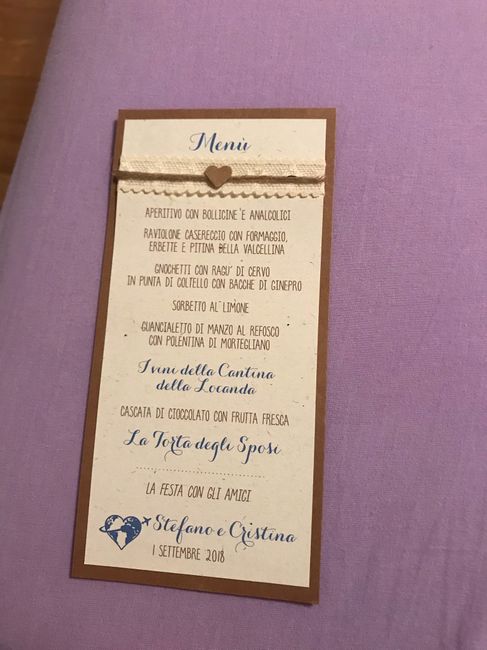 Menù
APERITIVO CON BOLLICINE E ANALCOLICI
RAVIOLONE CASERECCIO CON FORMAGGIO,
ERBETTE E PITINA DELLA VALCELLINA
GNOCHETTI CON RAGU' DI CERVO
IN PUNTA DI COLTELLO CON BACCHE DI GINEPRO
SORBETTO AL LIMONE
GUANCIALETTO DI MANZO AL REFOSCO
CON POLENTINA DI MORTEGLIANO
I vini della Cantina
della Locanda
CASCATA DI CIOCCOLATO CON FRUTTA FRESCA
La Torta degli Sposi
LA FESTA CON GLI AMICI
Stefano e Cristina
1 SETTEMBRE 2018